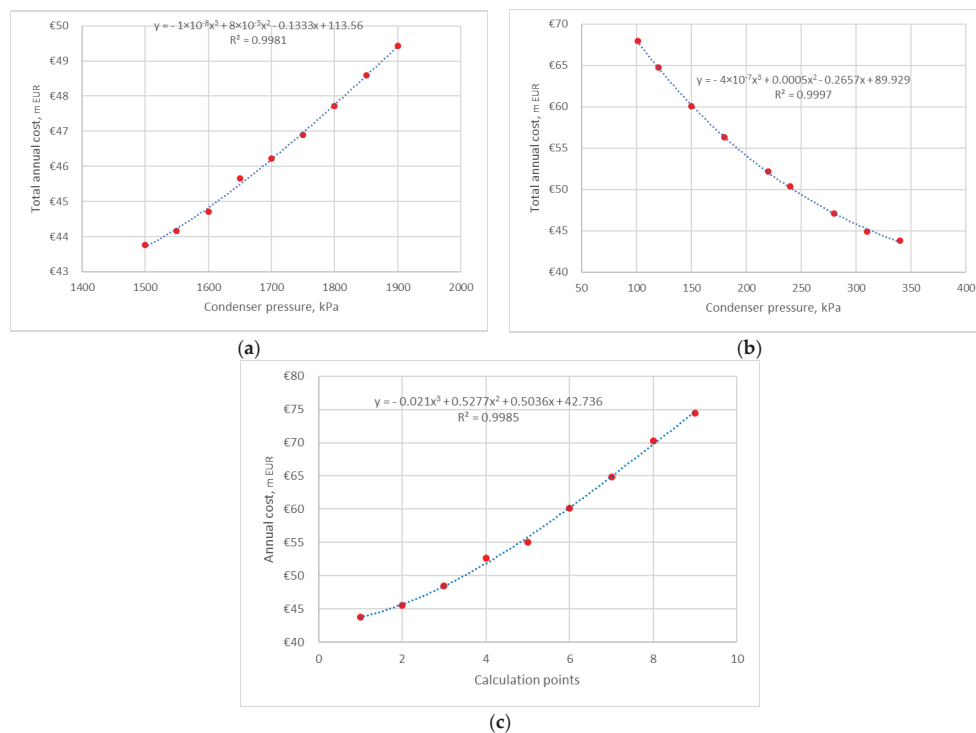 y = - 1×10⁻⁸x³ + 8×10⁻⁵x² - 0.1333x + 113.56
R² = 0.9981
Total annual cost, m EUR
€50
€49
€48
€47
€46
€45
€44
€43
1400 1500 1600 1700 1800 1900 2000
Condenser pressure, kPa
(a)
y = - 4×10⁻⁷x³ + 0.0005x² - 0.2657x + 89.929
R² = 0.9997
Total annual cost, m EUR
€70
€65
€60
€55
€50
€45
€40
50 100 150 200 250 300 350 400
Condenser pressure, kPa
(b)
y = - 0.021x³ + 0.5277x² + 0.5036x + 42.736
R² = 0.9985
Annual cost, m EUR
€80
€75
€70
€65
€60
€55
€50
€45
€40
0 2 4 6 8 10
Calculation points
(c)